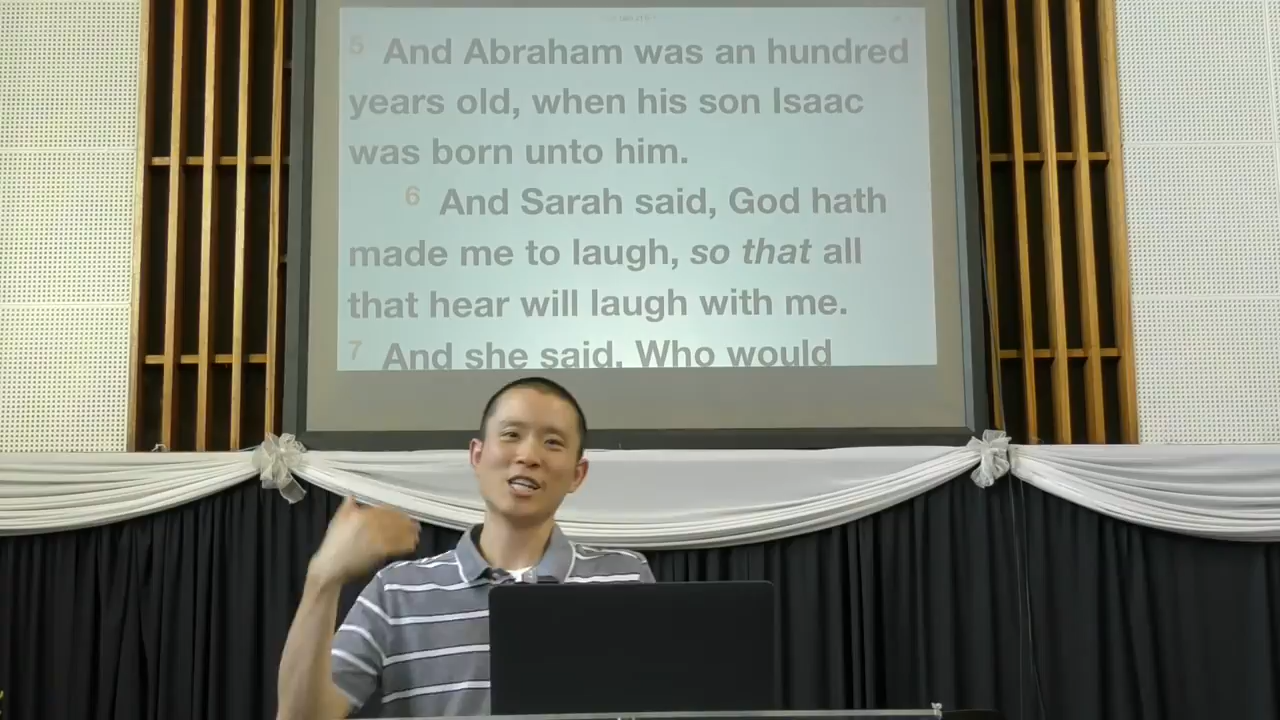 5 And Abraham was an hundred
years old, when his son Isaac
was born unto him.
6 And Sarah said, God hath
made me to laugh, so that all
that hear will laugh with me.
7 And she said, Who would